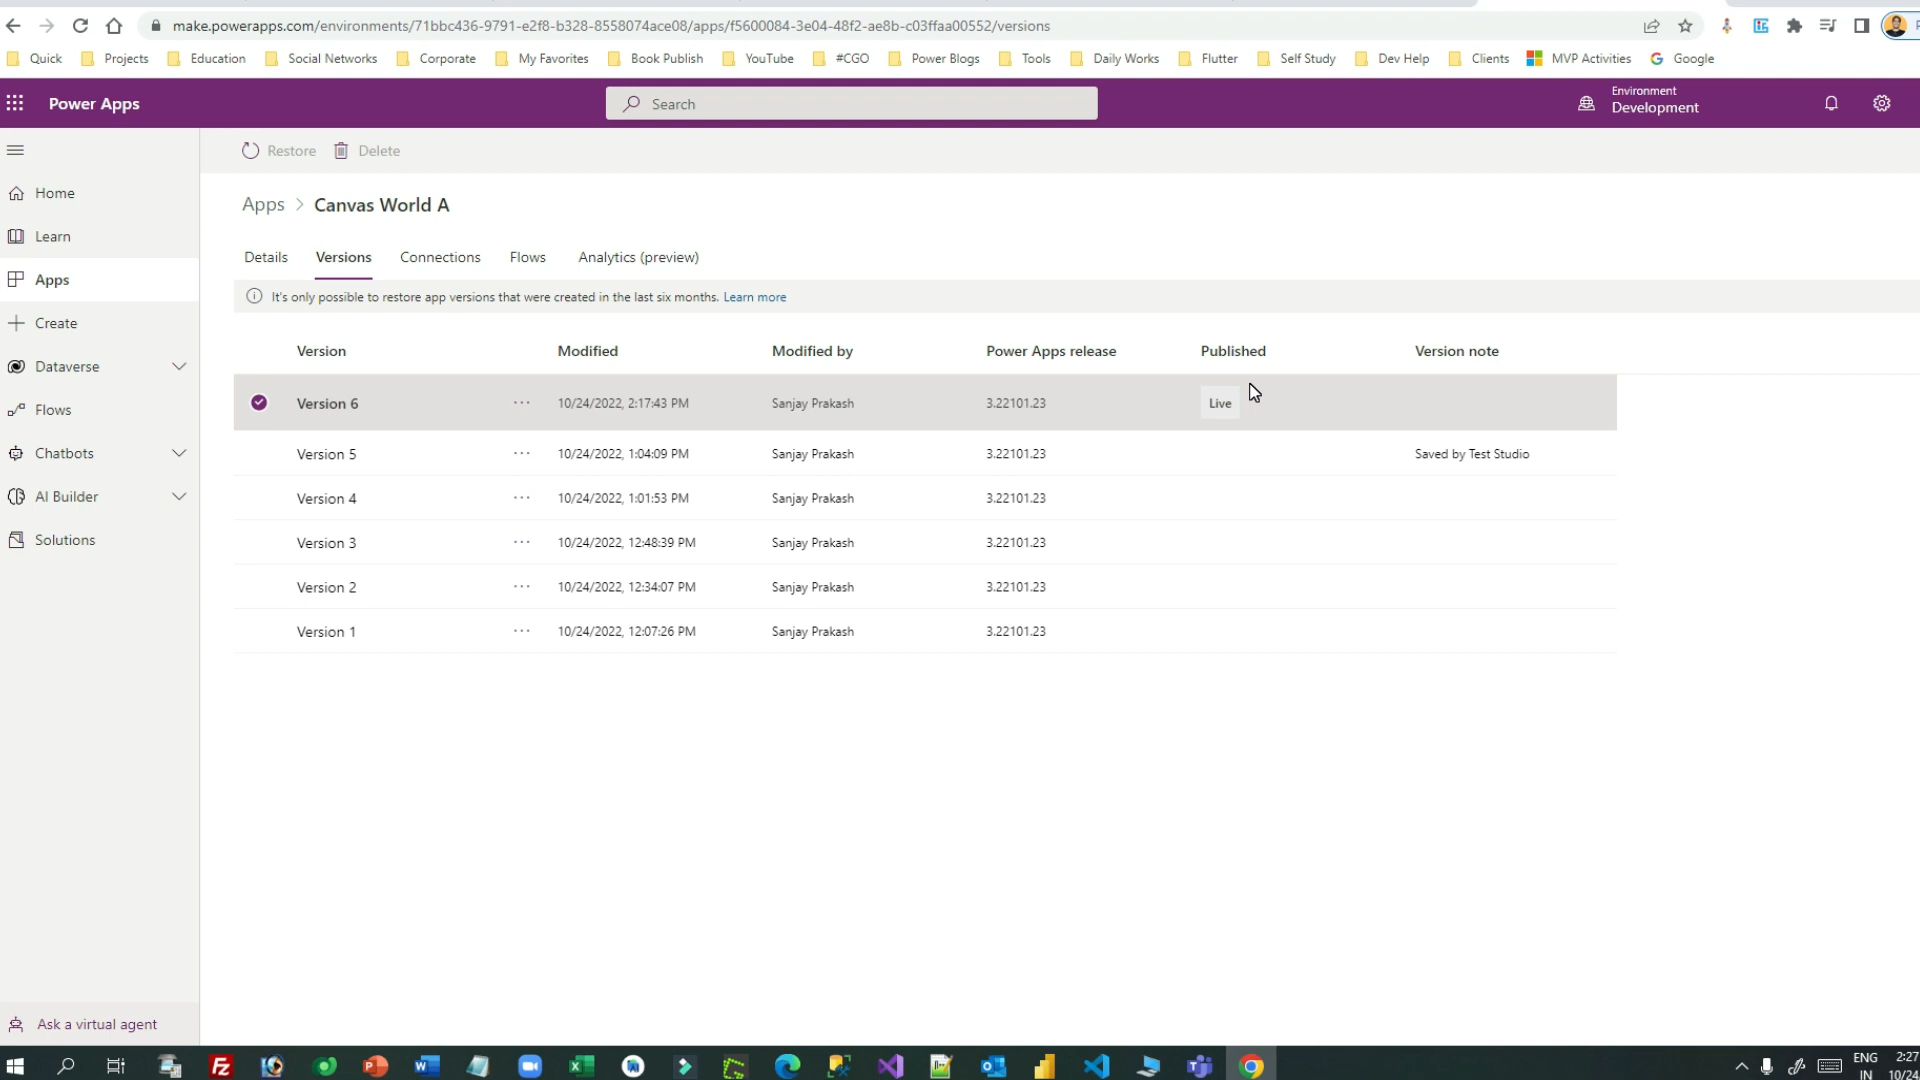 make.powerapps.com/environments/71bbc436-9791-e2f8-b328-8558074ace08/apps/f5600084-3e04-48f2-ae8b-c03ffaa00552/versions
Quick Projects Education Social Networks Corporate My Favorites Book Publish YouTube #CGO Power Blogs Tools Daily Works Flutter Self Study Dev Help Clients MVP Activities Google
Power Apps
Search
Environment
Development
Restore Delete
Home
Learn
Apps
Create
Dataverse
Flows
Chatbots
AI Builder
Solutions
Ask a virtual agent
Apps > Canvas World A
Details Versions Connections Flows Analytics (preview)
It's only possible to restore app versions that were created in the last six months. Learn more
Version Modified Modified by Power Apps release Published Version note
Version 6 ... 10/24/2022, 2:17:43 PM Sanjay Prakash 3.22101.23 Live
Version 5 ... 10/24/2022, 1:04:09 PM Sanjay Prakash 3.22101.23 Saved by Test Studio
Version 4 ... 10/24/2022, 1:01:53 PM Sanjay Prakash 3.22101.23
Version 3 ... 10/24/2022, 12:48:39 PM Sanjay Prakash 3.22101.23
Version 2 ... 10/24/2022, 12:34:07 PM Sanjay Prakash 3.22101.23
Version 1 ... 10/24/2022, 12:07:26 PM Sanjay Prakash 3.22101.23
ENG 2:27
IN 10/24